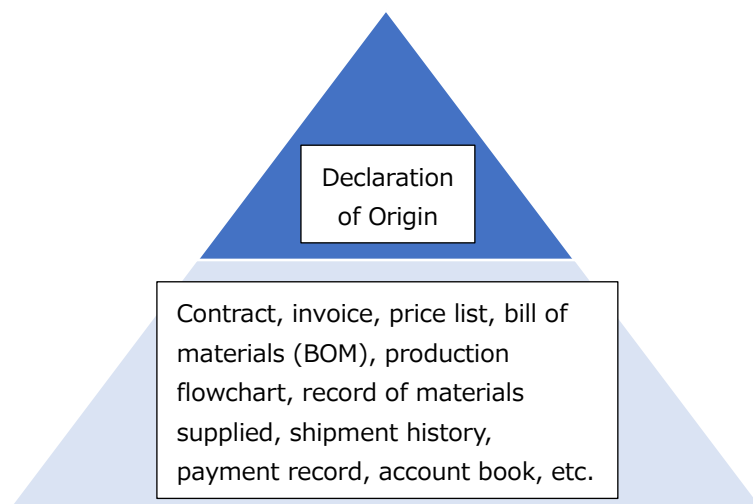 Declaration
of Origin
Contract, invoice, price list, bill of
materials (BOM), production
flowchart, record of materials
supplied, shipment history,
payment record, account book, etc.